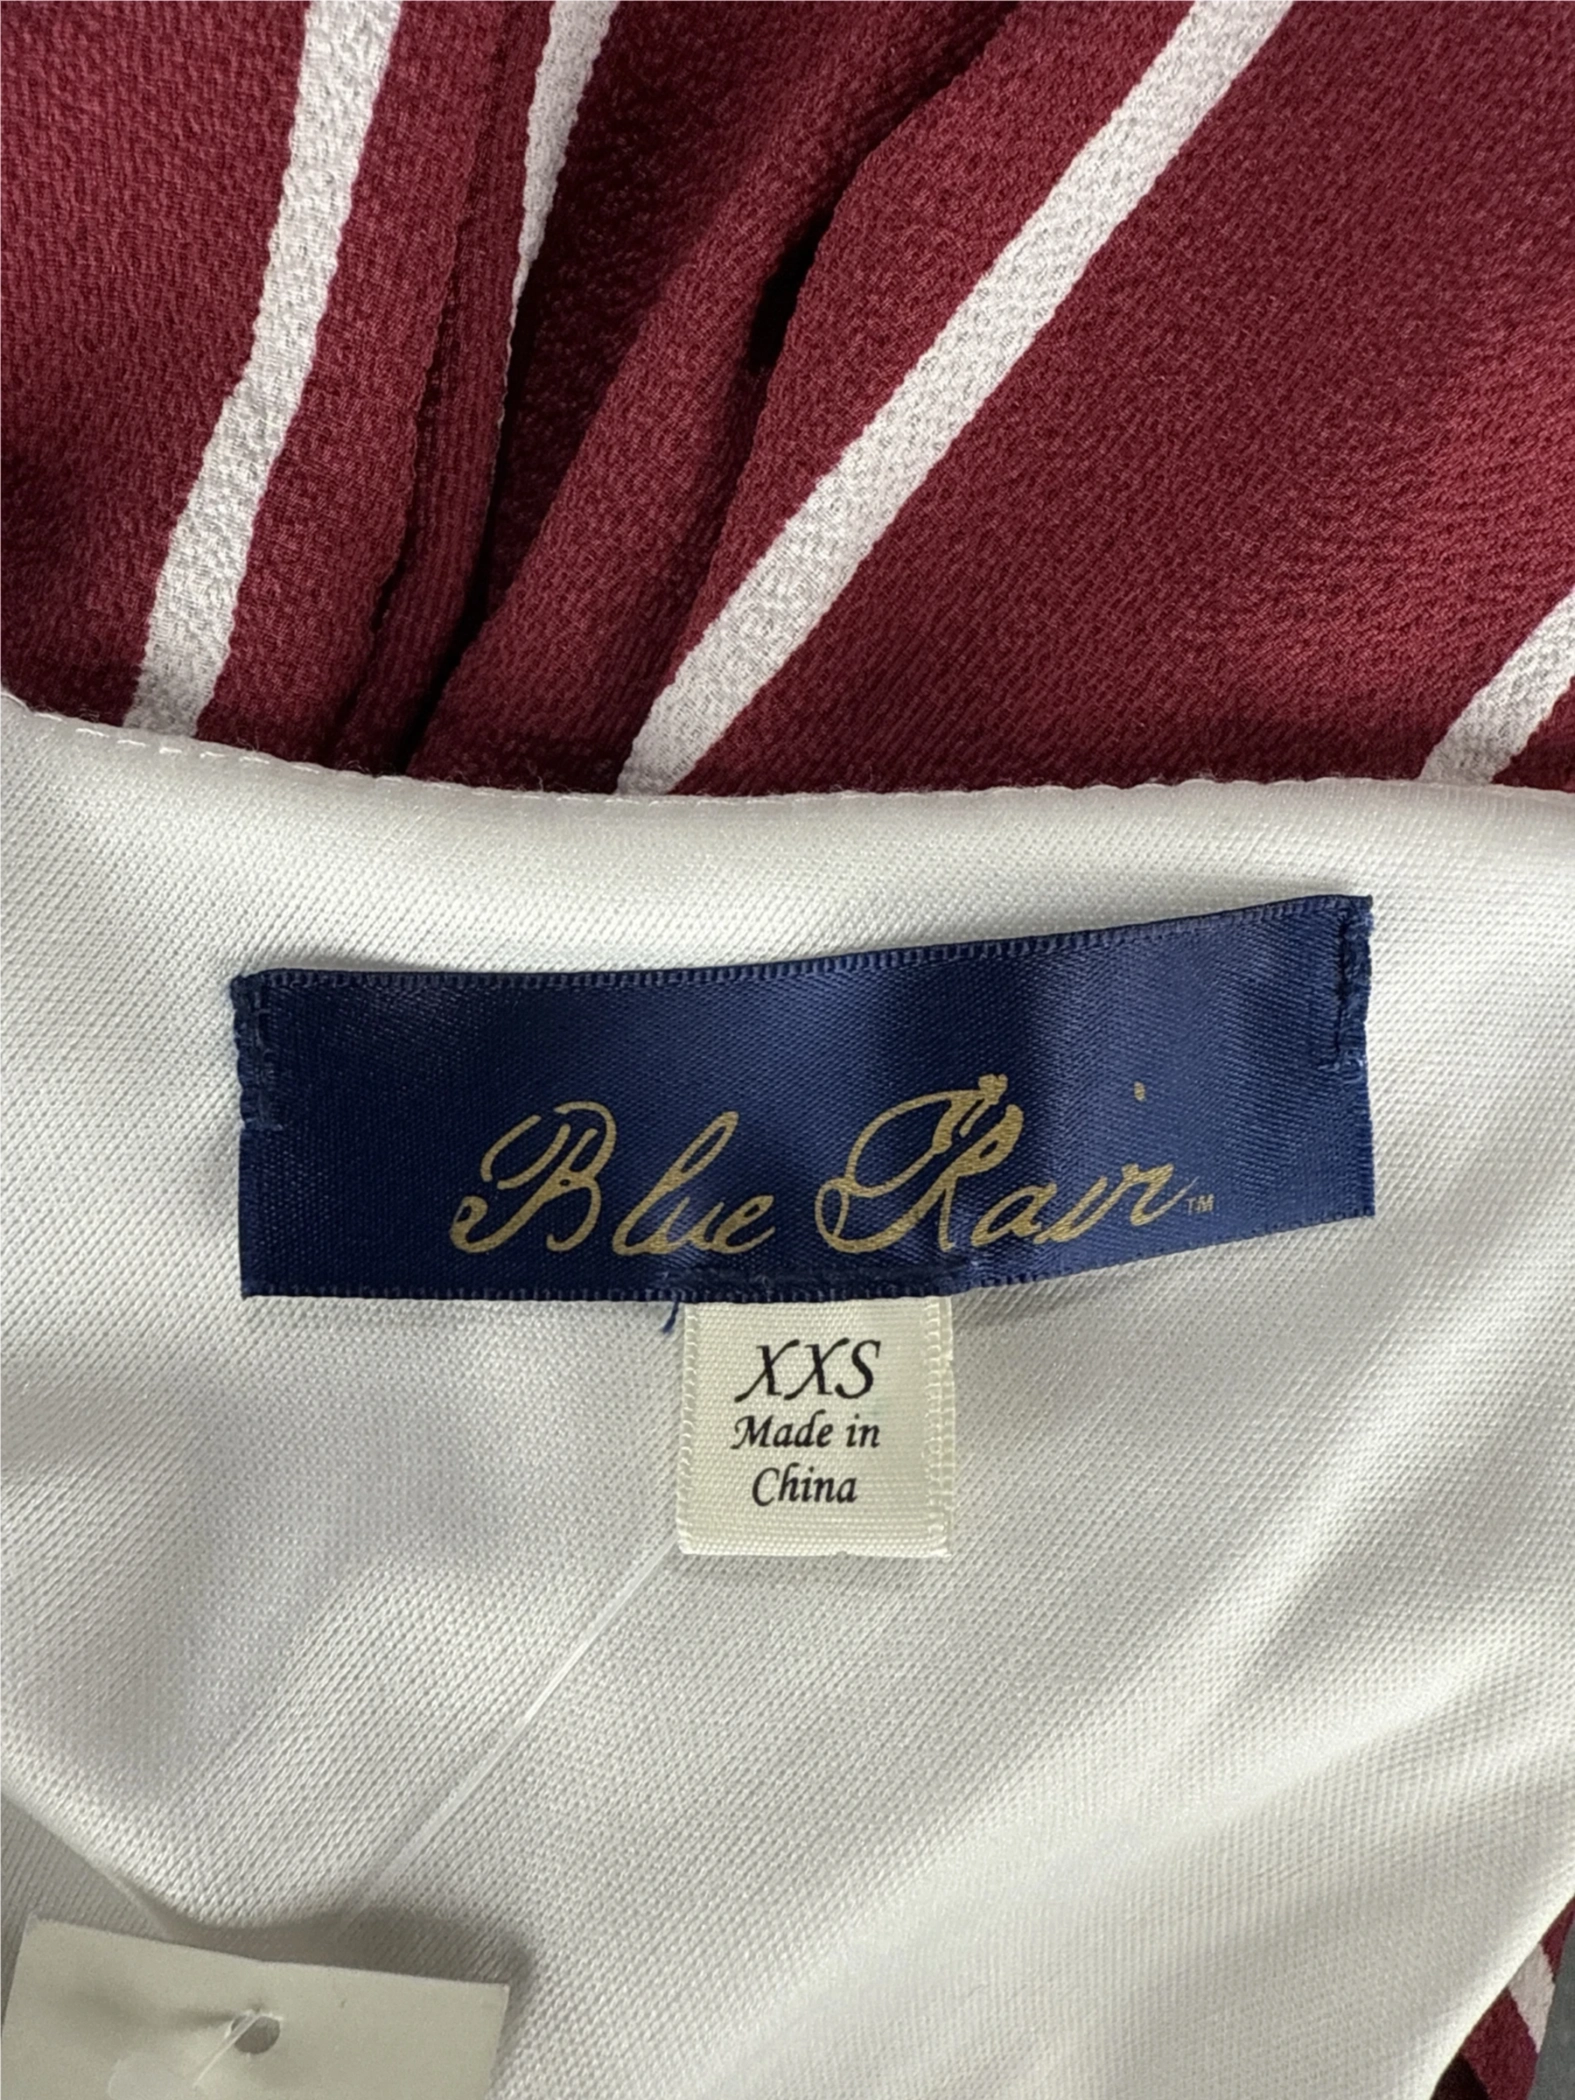 Blue Rain™
XXS
Made in
China